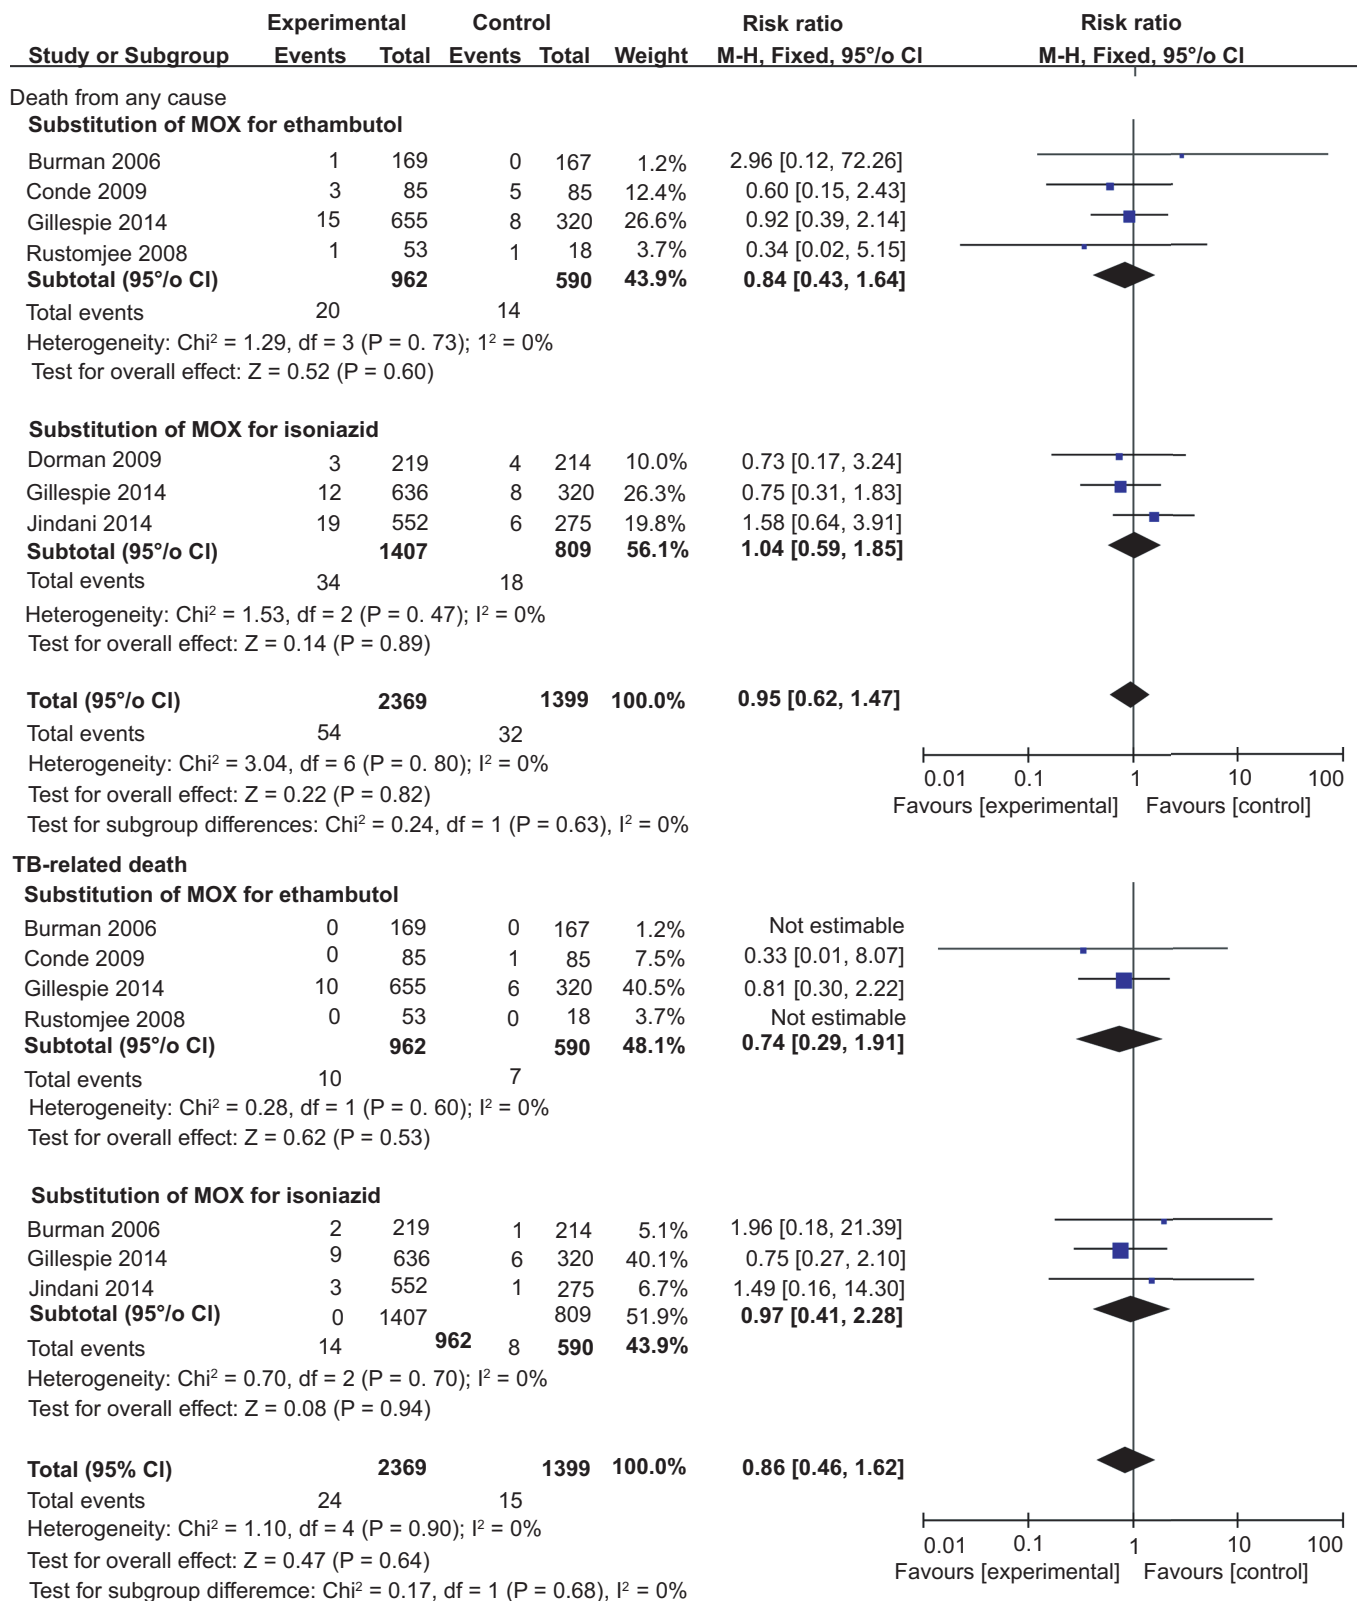 Experimental Control Risk ratio Risk ratio
Study or Subgroup Events Total Events Total Weight M-H, Fixed, 95°/o CI M-H, Fixed, 95°/o CI
Death from any cause
Substitution of MOX for ethambutol
Burman 2006 1 169 0 167 1.2% 2.96 [0.12, 72.26]
Conde 2009 3 85 5 85 12.4% 0.60 [0.15, 2.43]
Gillespie 2014 15 655 8 320 26.6% 0.92 [0.39, 2.14]
Rustomjee 2008 1 53 1 18 3.7% 0.34 [0.02, 5.15]
Subtotal (95°/o CI) 962 590 43.9% 0.84 [0.43, 1.64]
Total events 20 14
Heterogeneity: Chi² = 1.29, df = 3 (P = 0. 73); 1² = 0%
Test for overall effect: Z = 0.52 (P = 0.60)
Substitution of MOX for isoniazid
Dorman 2009 3 219 4 214 10.0% 0.73 [0.17, 3.24]
Gillespie 2014 12 636 8 320 26.3% 0.75 [0.31, 1.83]
Jindani 2014 19 552 6 275 19.8% 1.58 [0.64, 3.91]
Subtotal (95°/o CI) 1407 809 56.1% 1.04 [0.59, 1.85]
Total events 34 18
Heterogeneity: Chi² = 1.53, df = 2 (P = 0. 47); I² = 0%
Test for overall effect: Z = 0.14 (P = 0.89)
Total (95°/o CI) 2369 1399 100.0% 0.95 [0.62, 1.47]
Total events 54 32
Heterogeneity: Chi² = 3.04, df = 6 (P = 0. 80); I² = 0%
0.01 0.1 1 10 100
Test for overall effect: Z = 0.22 (P = 0.82)
Favours [experimental] Favours [control]
Test for subgroup differences: Chi² = 0.24, df = 1 (P = 0.63), I² = 0%
TB-related death
Substitution of MOX for ethambutol
Burman 2006 0 169 0 167 1.2% Not estimable
Conde 2009 0 85 1 85 7.5% 0.33 [0.01, 8.07]
Gillespie 2014 10 655 6 320 40.5% 0.81 [0.30, 2.22]
Rustomjee 2008 0 53 0 18 3.7% Not estimable
Subtotal (95°/o CI) 962 590 48.1% 0.74 [0.29, 1.91]
Total events 10 7
Heterogeneity: Chi² = 0.28, df = 1 (P = 0. 60); I² = 0%
Test for overall effect: Z = 0.62 (P = 0.53)
Substitution of MOX for isoniazid
Burman 2006 2 219 1 214 5.1% 1.96 [0.18, 21.39]
Gillespie 2014 9 636 6 320 40.1% 0.75 [0.27, 2.10]
Jindani 2014 3 552 1 275 6.7% 1.49 [0.16, 14.30]
Subtotal (95°/o CI) 0 1407 809 51.9% 0.97 [0.41, 2.28]
Total events 14 962 8 590 43.9%
Heterogeneity: Chi² = 0.70, df = 2 (P = 0. 70); I² = 0%
Test for overall effect: Z = 0.08 (P = 0.94)
Total (95% CI) 2369 1399 100.0% 0.86 [0.46, 1.62]
Total events 24 15
Heterogeneity: Chi² = 1.10, df = 4 (P = 0.90); I² = 0%
0.01 0.1 1 10 100
Test for overall effect: Z = 0.47 (P = 0.64)
Favours [experimental] Favours [control]
Test for subgroup differemce: Chi² = 0.17, df = 1 (P = 0.68), I² = 0%